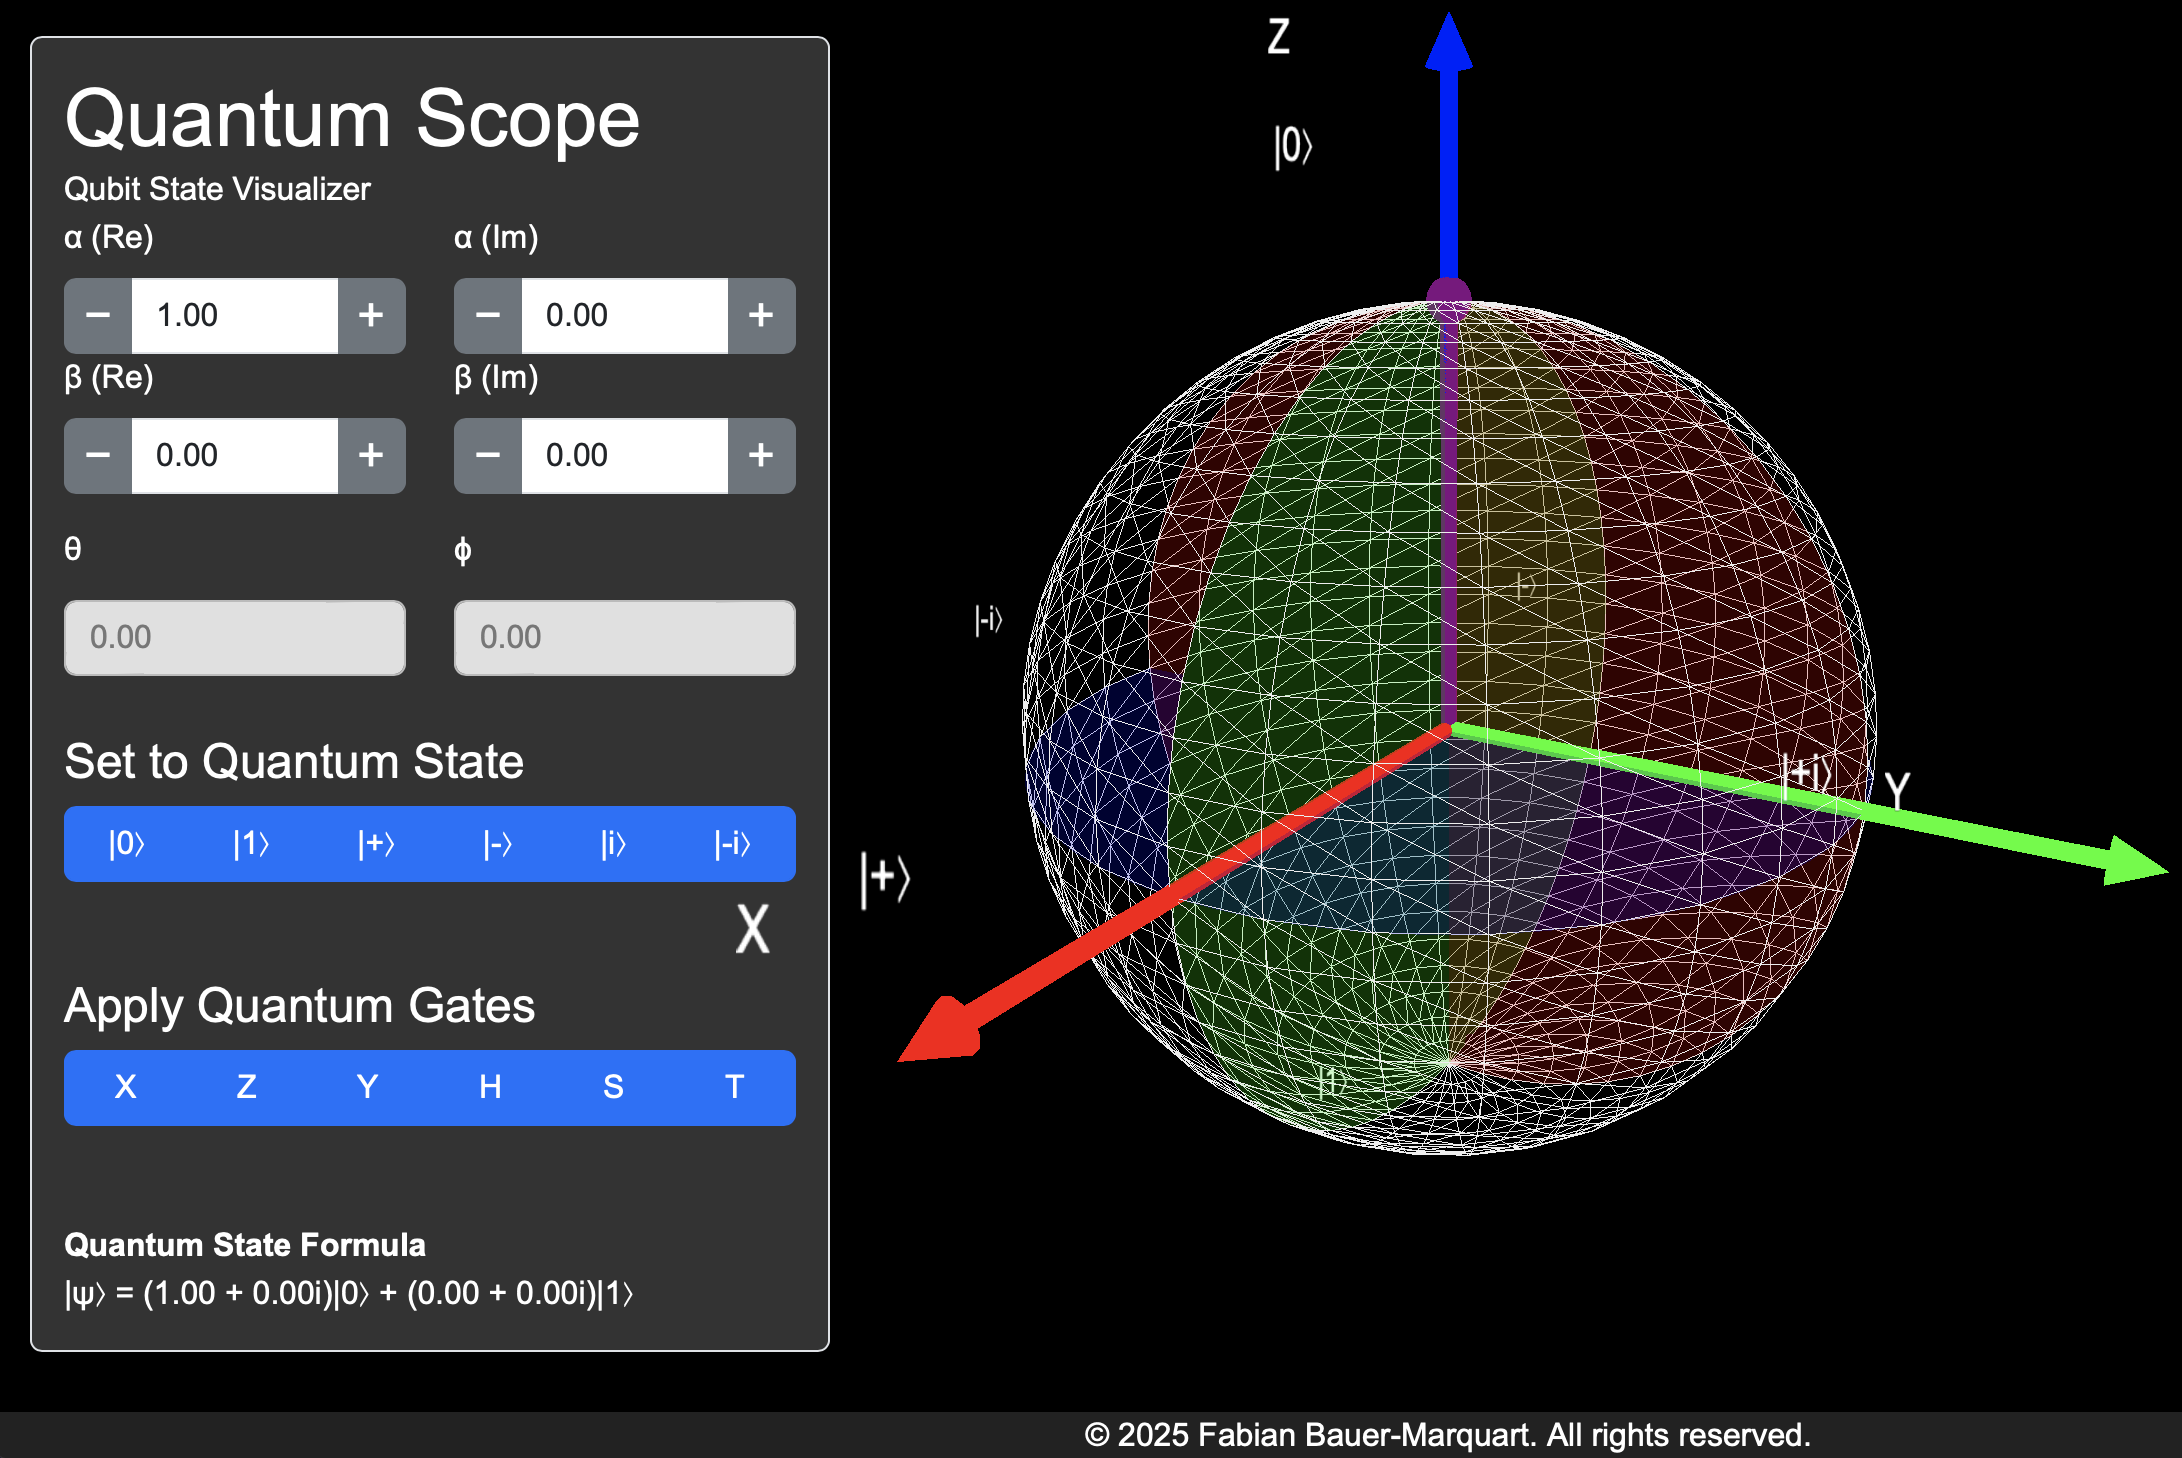 Quantum Scope
Qubit State Visualizer
α (Re) α (Im)
− 1.00 + − 0.00 +
β (Re) β (Im)
− 0.00 + − 0.00 +
θ ϕ
0.00 0.00
Set to Quantum State
|0⟩ |1⟩ |+⟩ |-⟩ |i⟩ |-i⟩
Apply Quantum Gates
X Z Y H S T
Quantum State Formula
|ψ⟩ = (1.00 + 0.00i)|0⟩ + (0.00 + 0.00i)|1⟩
Z
|0⟩
|-⟩
|-i⟩
|+i⟩ Y
|+⟩
X
|1⟩
© 2025 Fabian Bauer-Marquart. All rights reserved.